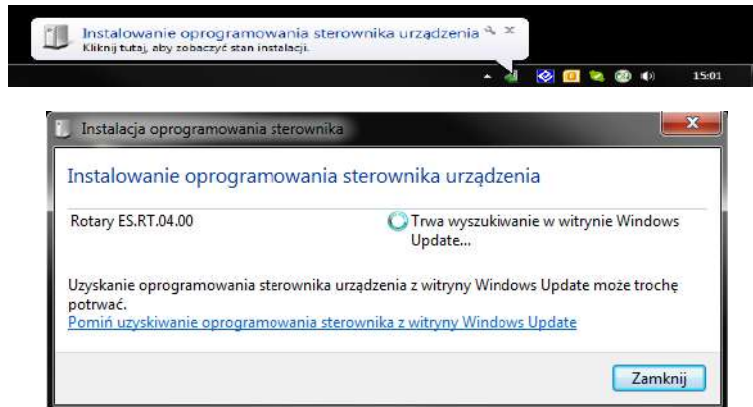 Instalowanie oprogramowania sterownika urządzenia
Kliknij tutaj, aby zobaczyć stan instalacji.
15:01
Instalacja oprogramowania sterownika
Instalowanie oprogramowania sterownika urządzenia
Rotary ES.RT.04.00
Trwa wyszukiwanie w witrynie Windows
Update...
Uzyskanie oprogramowania sterownika urządzenia z witryny Windows Update może trochę
potrwać.
Pomiń uzyskiwanie oprogramowania sterownika z witryny Windows Update
Zamknij